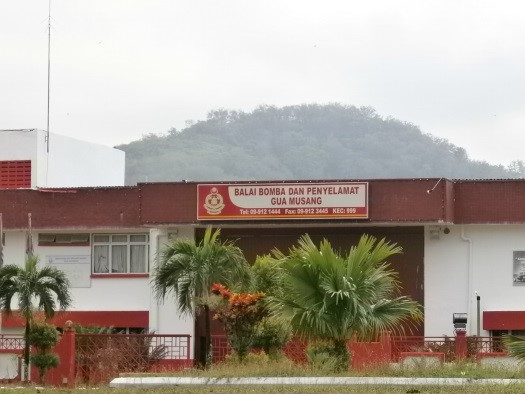 BALAI BOMBA DAN PENYELAMAT
GUA MUSANG
Tel: 09-912 1444 Fax: 09-912 3445 KEC: 999